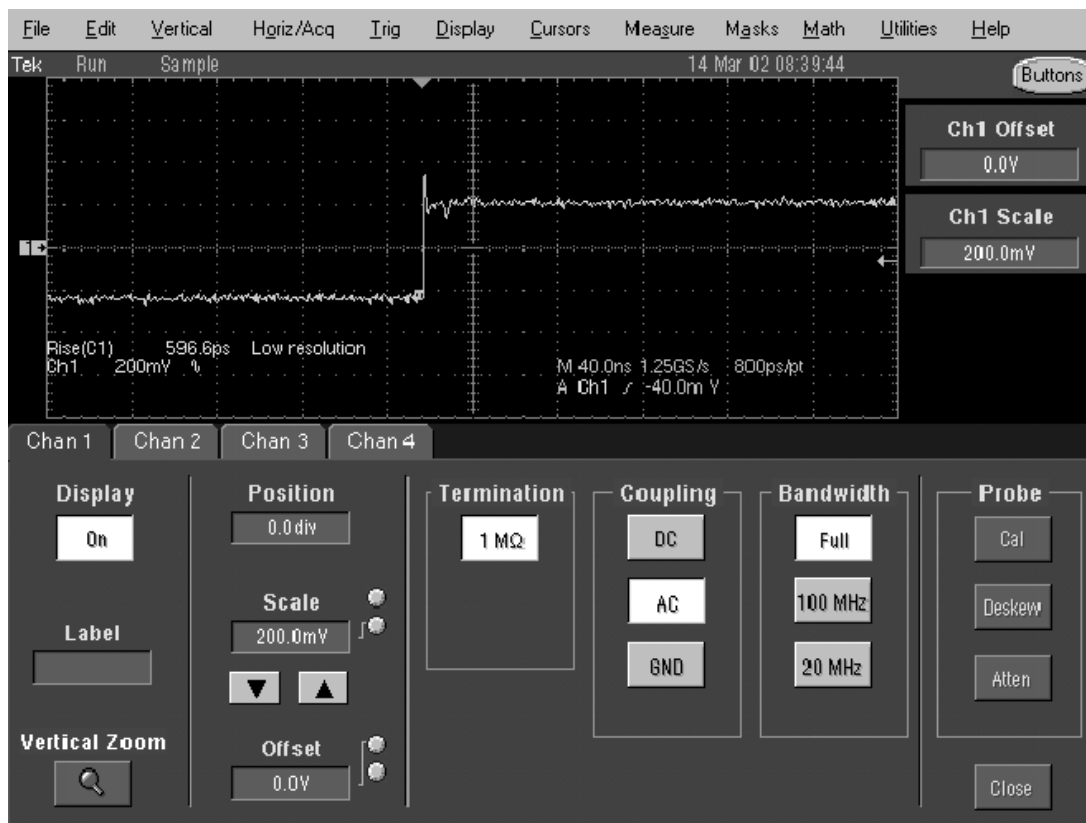 File Edit Vertical Horiz/Acq Trig Display Cursors Measure Masks Math Utilities Help
Tek Run Sample 14 Mar 02 08:39:44
Buttons
Ch1 Offset
0.0V
Ch1 Scale
200.0mV
1
Rise(C1) 596.6ps Low resolution
Ch1 200mV
M 40.0ns 1.25GS/s 800ps/pt
A Ch1 -40.0m V
Chan 1 Chan 2 Chan 3 Chan 4
Display
On
Label
Vertical Zoom
Position
0.0div
Scale
200.0mV
▼ ▲
Offset
0.0V
Termination
1 MΩ
Coupling
DC
AC
GND
Bandwidth
Full
100 MHz
20 MHz
Probe
Cal
Deskew
Atten
Close